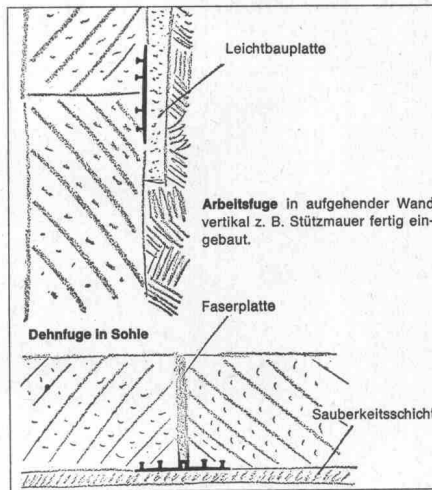 Leichtbauplatte
Arbeitsfuge in aufgehender Wand
vertikal z. B. Stützmauer fertig ein-
gebaut.
Dehnfuge in Sohle
Faserplatte
Sauberkeitsschicht